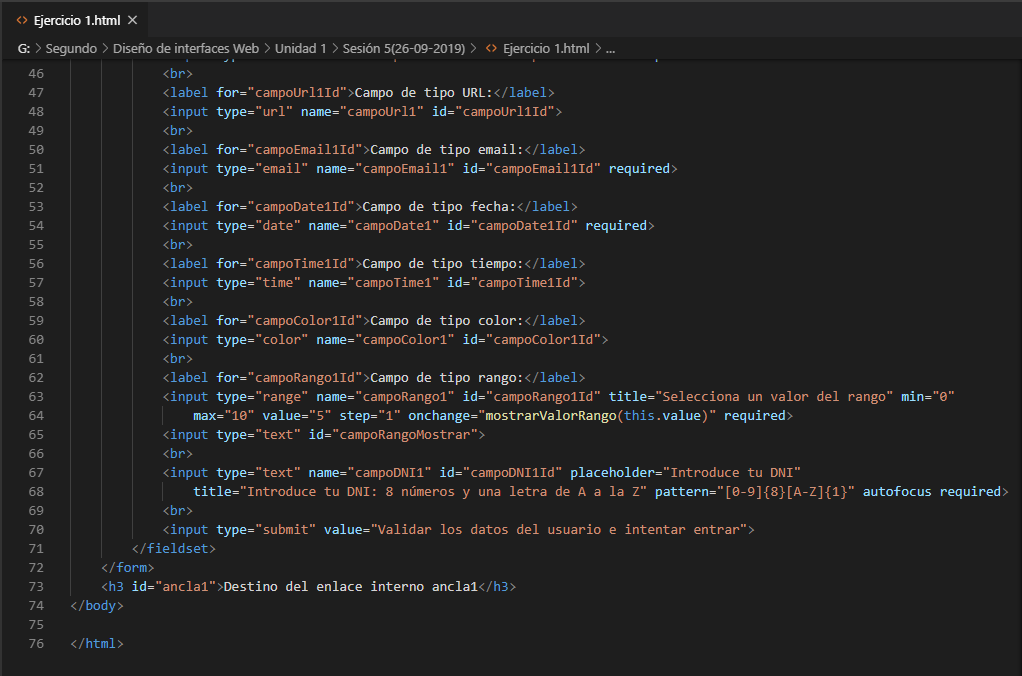 Ejercicio 1.html
G: > Segundo > Diseño de interfaces Web > Unidad 1 > Sesión 5(26-09-2019) > Ejercicio 1.html > ...
46 <br>
47 <label for="campoUrl1Id">Campo de tipo URL:</label>
48 <input type="url" name="campoUrl1" id="campoUrl1Id">
49 <br>
50 <label for="campoEmail1Id">Campo de tipo email:</label>
51 <input type="email" name="campoEmail1" id="campoEmail1Id" required>
52 <br>
53 <label for="campoDate1Id">Campo de tipo fecha:</label>
54 <input type="date" name="campoDate1" id="campoDate1Id" required>
55 <br>
56 <label for="campoTime1Id">Campo de tipo tiempo:</label>
57 <input type="time" name="campoTime1" id="campoTime1Id">
58 <br>
59 <label for="campoColor1Id">Campo de tipo color:</label>
60 <input type="color" name="campoColor1" id="campoColor1Id">
61 <br>
62 <label for="campoRango1Id">Campo de tipo rango:</label>
63 <input type="range" name="campoRango1" id="campoRango1Id" title="Selecciona un valor del rango" min="0"
64 max="10" value="5" step="1" onchange="mostrarValorRango(this.value)" required>
65 <input type="text" id="campoRangoMostrar">
66 <br>
67 <input type="text" name="campoDNI1" id="campoDNI1Id" placeholder="Introduce tu DNI"
68 title="Introduce tu DNI: 8 números y una letra de A a la Z" pattern="[0-9]{8}[A-Z]{1}" autofocus required>
69 <br>
70 <input type="submit" value="Validar los datos del usuario e intentar entrar">
71 </fieldset>
72 </form>
73 <h3 id="ancla1">Destino del enlace interno ancla1</h3>
74 </body>
75
76 </html>